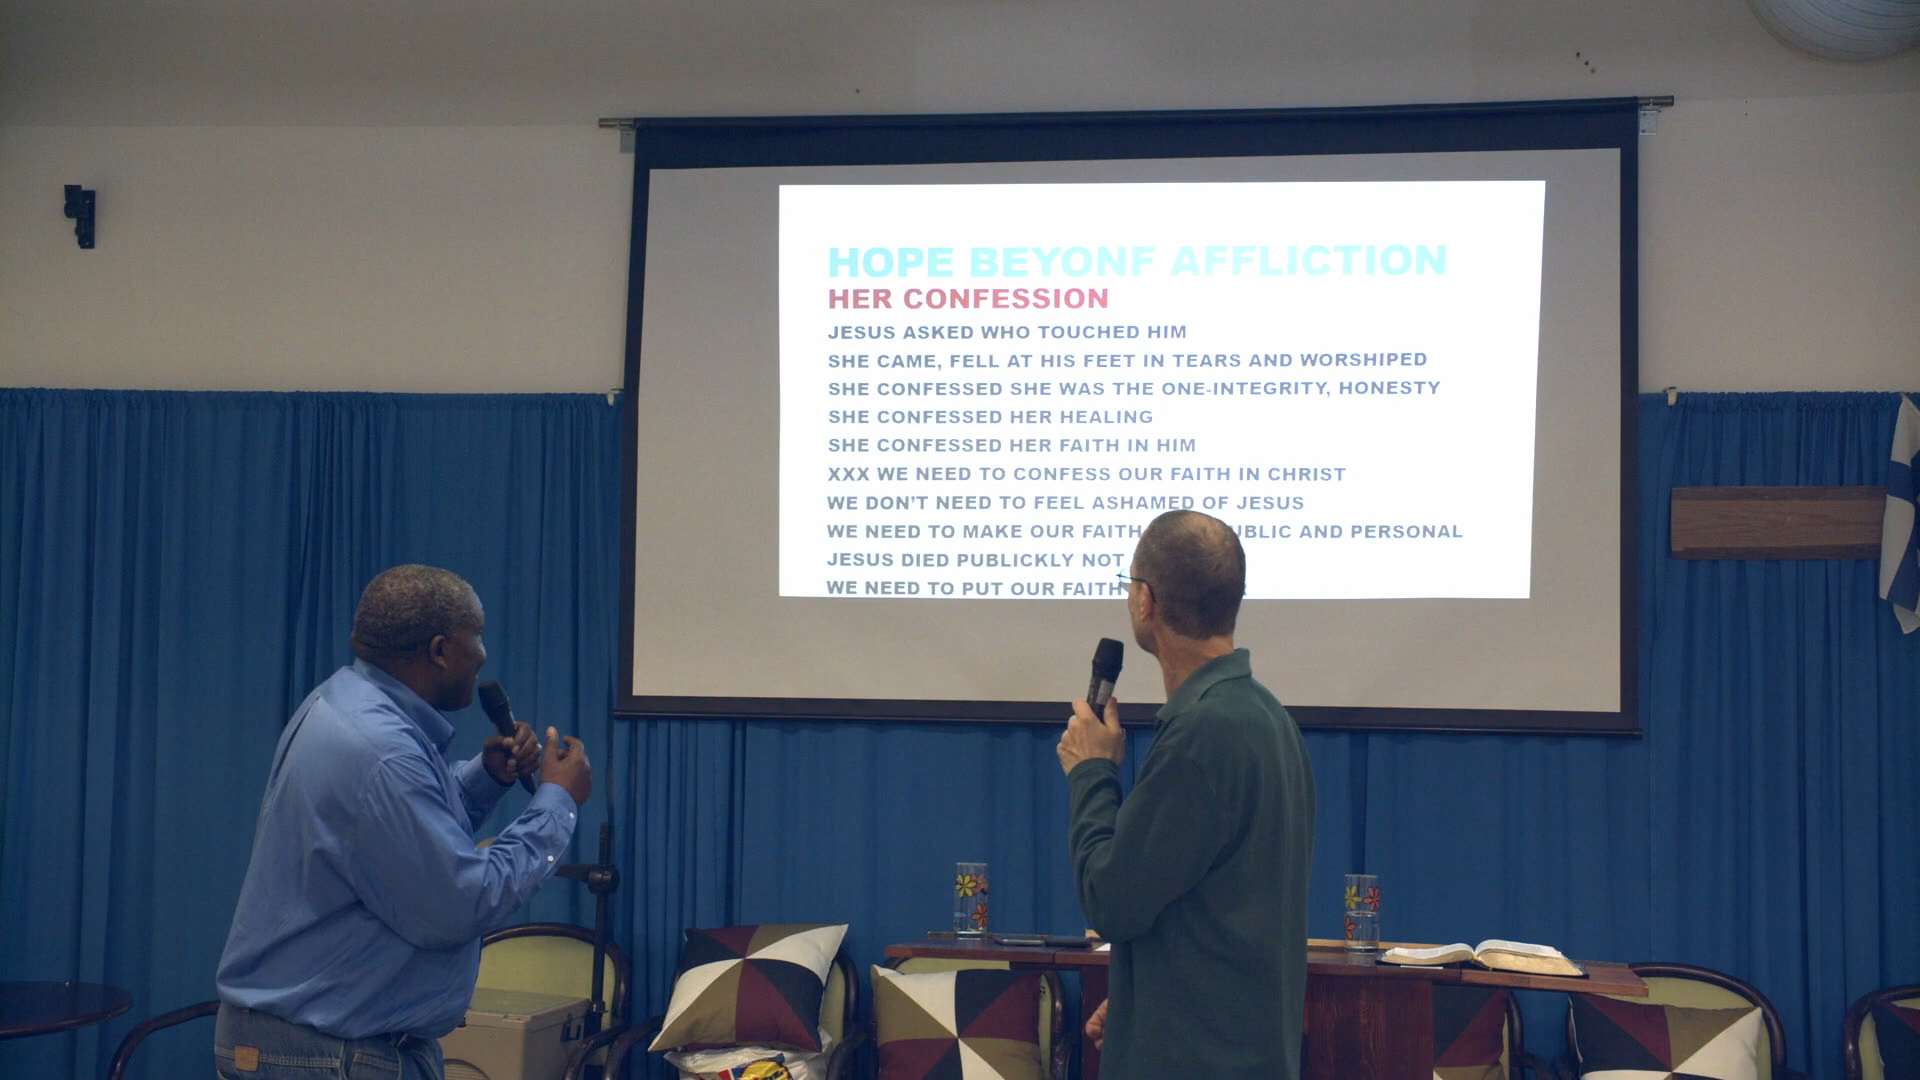 HOPE BEYONF AFFLICTION
HER CONFESSION
JESUS ASKED WHO TOUCHED HIM
SHE CAME, FELL AT HIS FEET IN TEARS AND WORSHIPED
SHE CONFESSED SHE WAS THE ONE-INTEGRITY, HONESTY
SHE CONFESSED HER HEALING
SHE CONFESSED HER FAITH IN HIM
XXX WE NEED TO CONFESS OUR FAITH IN CHRIST
WE DON'T NEED TO FEEL ASHAMED OF JESUS
WE NEED TO MAKE OUR FAITH AND PERSONAL
JESUS DIED PUBLICKLY NOT
WE NEED TO PUT OUR FAITH